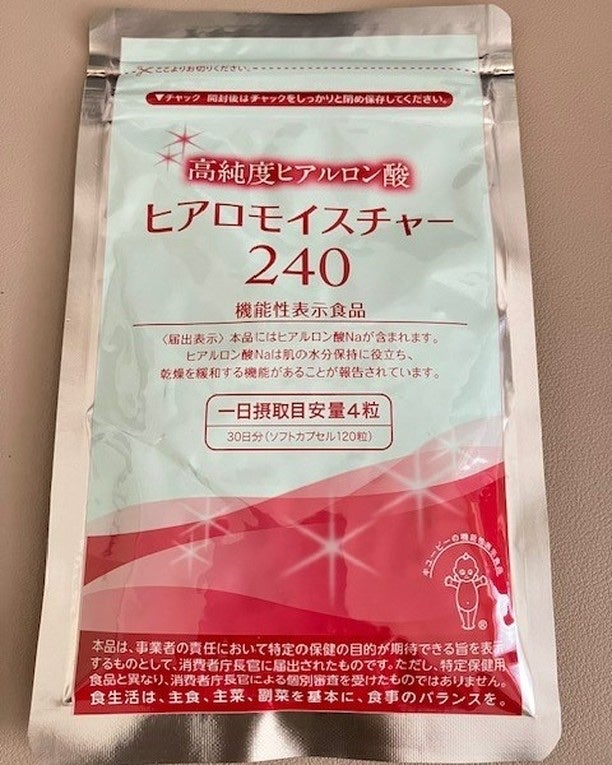 ここよりお切りください。
▼チャック 開封後はチャックをしっかりと閉め保存してください。
高純度ヒアルロン酸
ヒアロモイスチャー
240
機能性表示食品
〈届出表示〉本品にはヒアルロン酸Naが含まれます。
ヒアルロン酸Naは肌の水分保持に役立ち、
乾燥を緩和する機能があることが報告されています。
一日摂取目安量4粒
30日分(ソフトカプセル120粒)
キユーピーの機能性表示食品
®
本品は、事業者の責任において特定の保健の目的が期待できる旨を表示
するものとして、消費者庁長官に届出されたものです。ただし、特定保健用
食品と異なり、消費者庁長官による個別審査を受けたものではありません。
食生活は、主食、主菜、副菜を基本に、食事のバランスを。